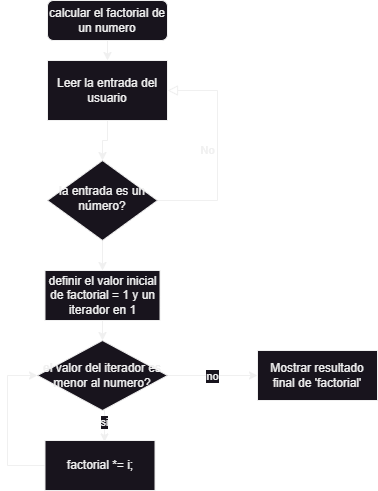 calcular el factorial de
un numero
Leer la entrada del
usuario
No
la entrada es un
número?
definir el valor inicial
de factorial = 1 y un
iterador en 1
el valor del iterador es
menor al numero?
no
Mostrar resultado
final de 'factorial'
si
factorial *= i;